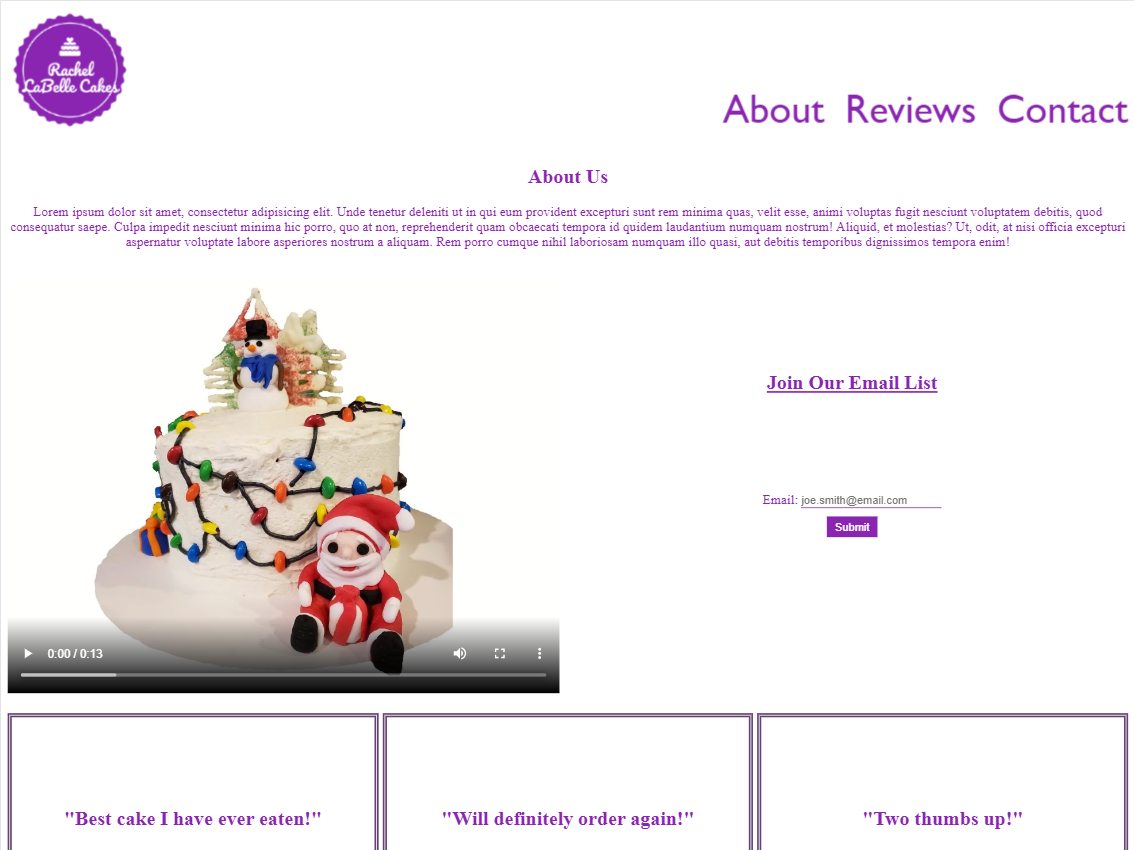 Rachel
LaBelle Cakes
About Reviews Contact
About Us
Lorem ipsum dolor sit amet, consectetur adipisicing elit. Unde tenetur deleniti ut in qui eum provident excepturi sunt rem minima quas, velit esse, animi voluptas fugit nesciunt voluptatem debitis, quod
consequatur saepe. Culpa impedit nesciunt minima hic porro, quo at non, reprehenderit quam obcaecati tempora id quidem laudantium numquam nostrum! Aliquid, et molestias? Ut, odit, at nisi officia excepturi
aspernatur voluptate labore asperiores nostrum a aliquam. Rem porro cumque nihil laboriosam numquam illo quasi, aut debitis temporibus dignissimos tempora enim!
Join Our Email List
Email: joe.smith@email.com
Submit
0:00 / 0:13
"Best cake I have ever eaten!"
"Will definitely order again!"
"Two thumbs up!"